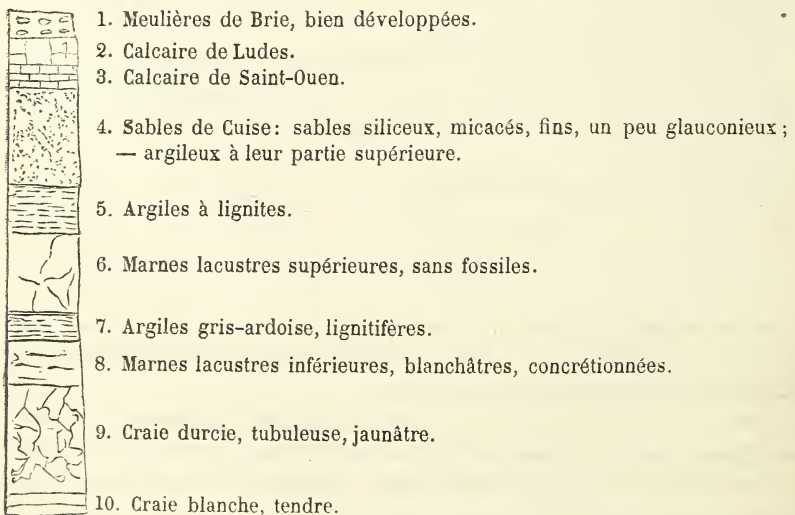 1. Meulières de Brie, bien développées.
2. Calcaire de Ludes.
3. Calcaire de Saint-Ouen.
4. Sables de Cuise: sables siliceux, micacés, fins, un peu glauconieux;
— argileux à leur partie supérieure.
5. Argiles à lignites.
6. Marnes lacustres supérieures, sans fossiles.
7. Argiles gris-ardoise, lignitifères.
8. Marnes lacustres inférieures, blanchâtres, concrétionnées.
9. Craie durcie, tubuleuse, jaunâtre.
10. Craie blanche, tendre.